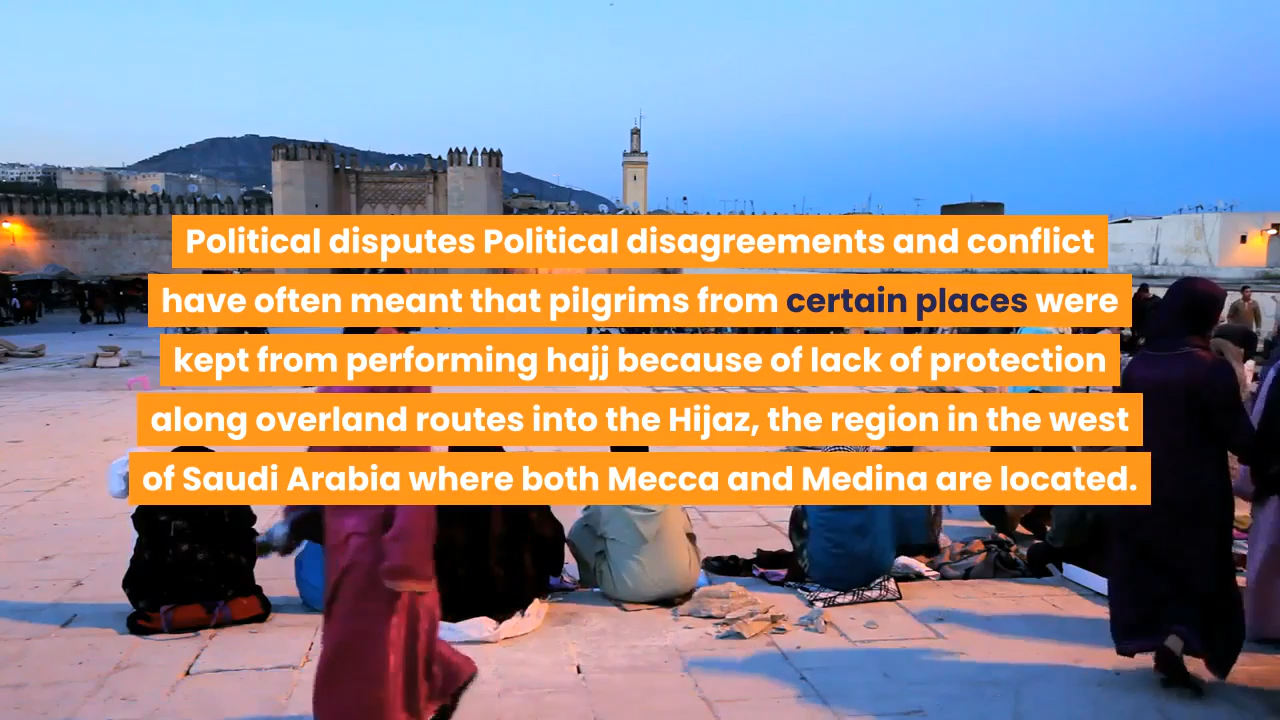 Political disputes Political disagreements and conflict
have often meant that pilgrims from certain places were
kept from performing hajj because of lack of protection
along overland routes into the Hijaz, the region in the west
of Saudi Arabia where both Mecca and Medina are located.